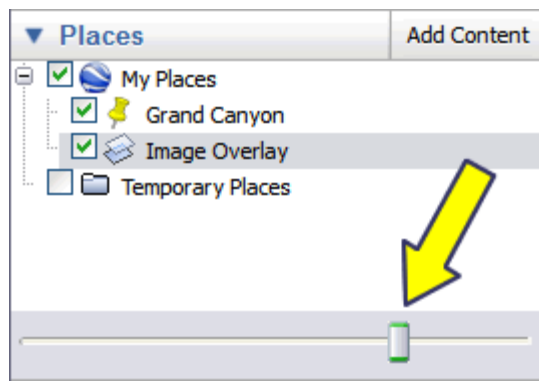 Places
Add Content
My Places
Grand Canyon
Image Overlay
Temporary Places